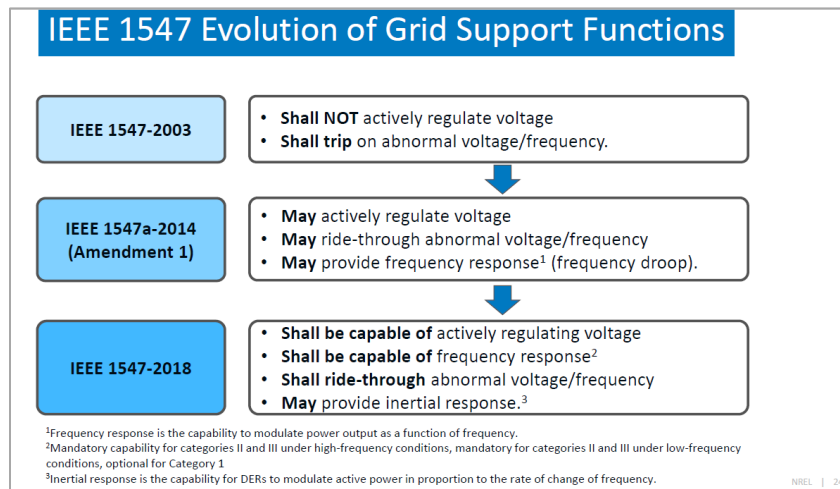 IEEE 1547 Evolution of Grid Support Functions
IEEE 1547-2003
• Shall NOT actively regulate voltage
• Shall trip on abnormal voltage/frequency.
IEEE 1547a-2014
(Amendment 1)
• May actively regulate voltage
• May ride-through abnormal voltage/frequency
• May provide frequency response¹ (frequency droop).
IEEE 1547-2018
• Shall be capable of actively regulating voltage
• Shall be capable of frequency response²
• Shall ride-through abnormal voltage/frequency
• May provide inertial response.³
¹Frequency response is the capability to modulate power output as a function of frequency.
²Mandatory capability for categories II and III under high-frequency conditions, mandatory for categories II and III under low-frequency
conditions, optional for Category 1
³Inertial response is the capability for DERs to modulate active power in proportion to the rate of change of frequency.
NREL |